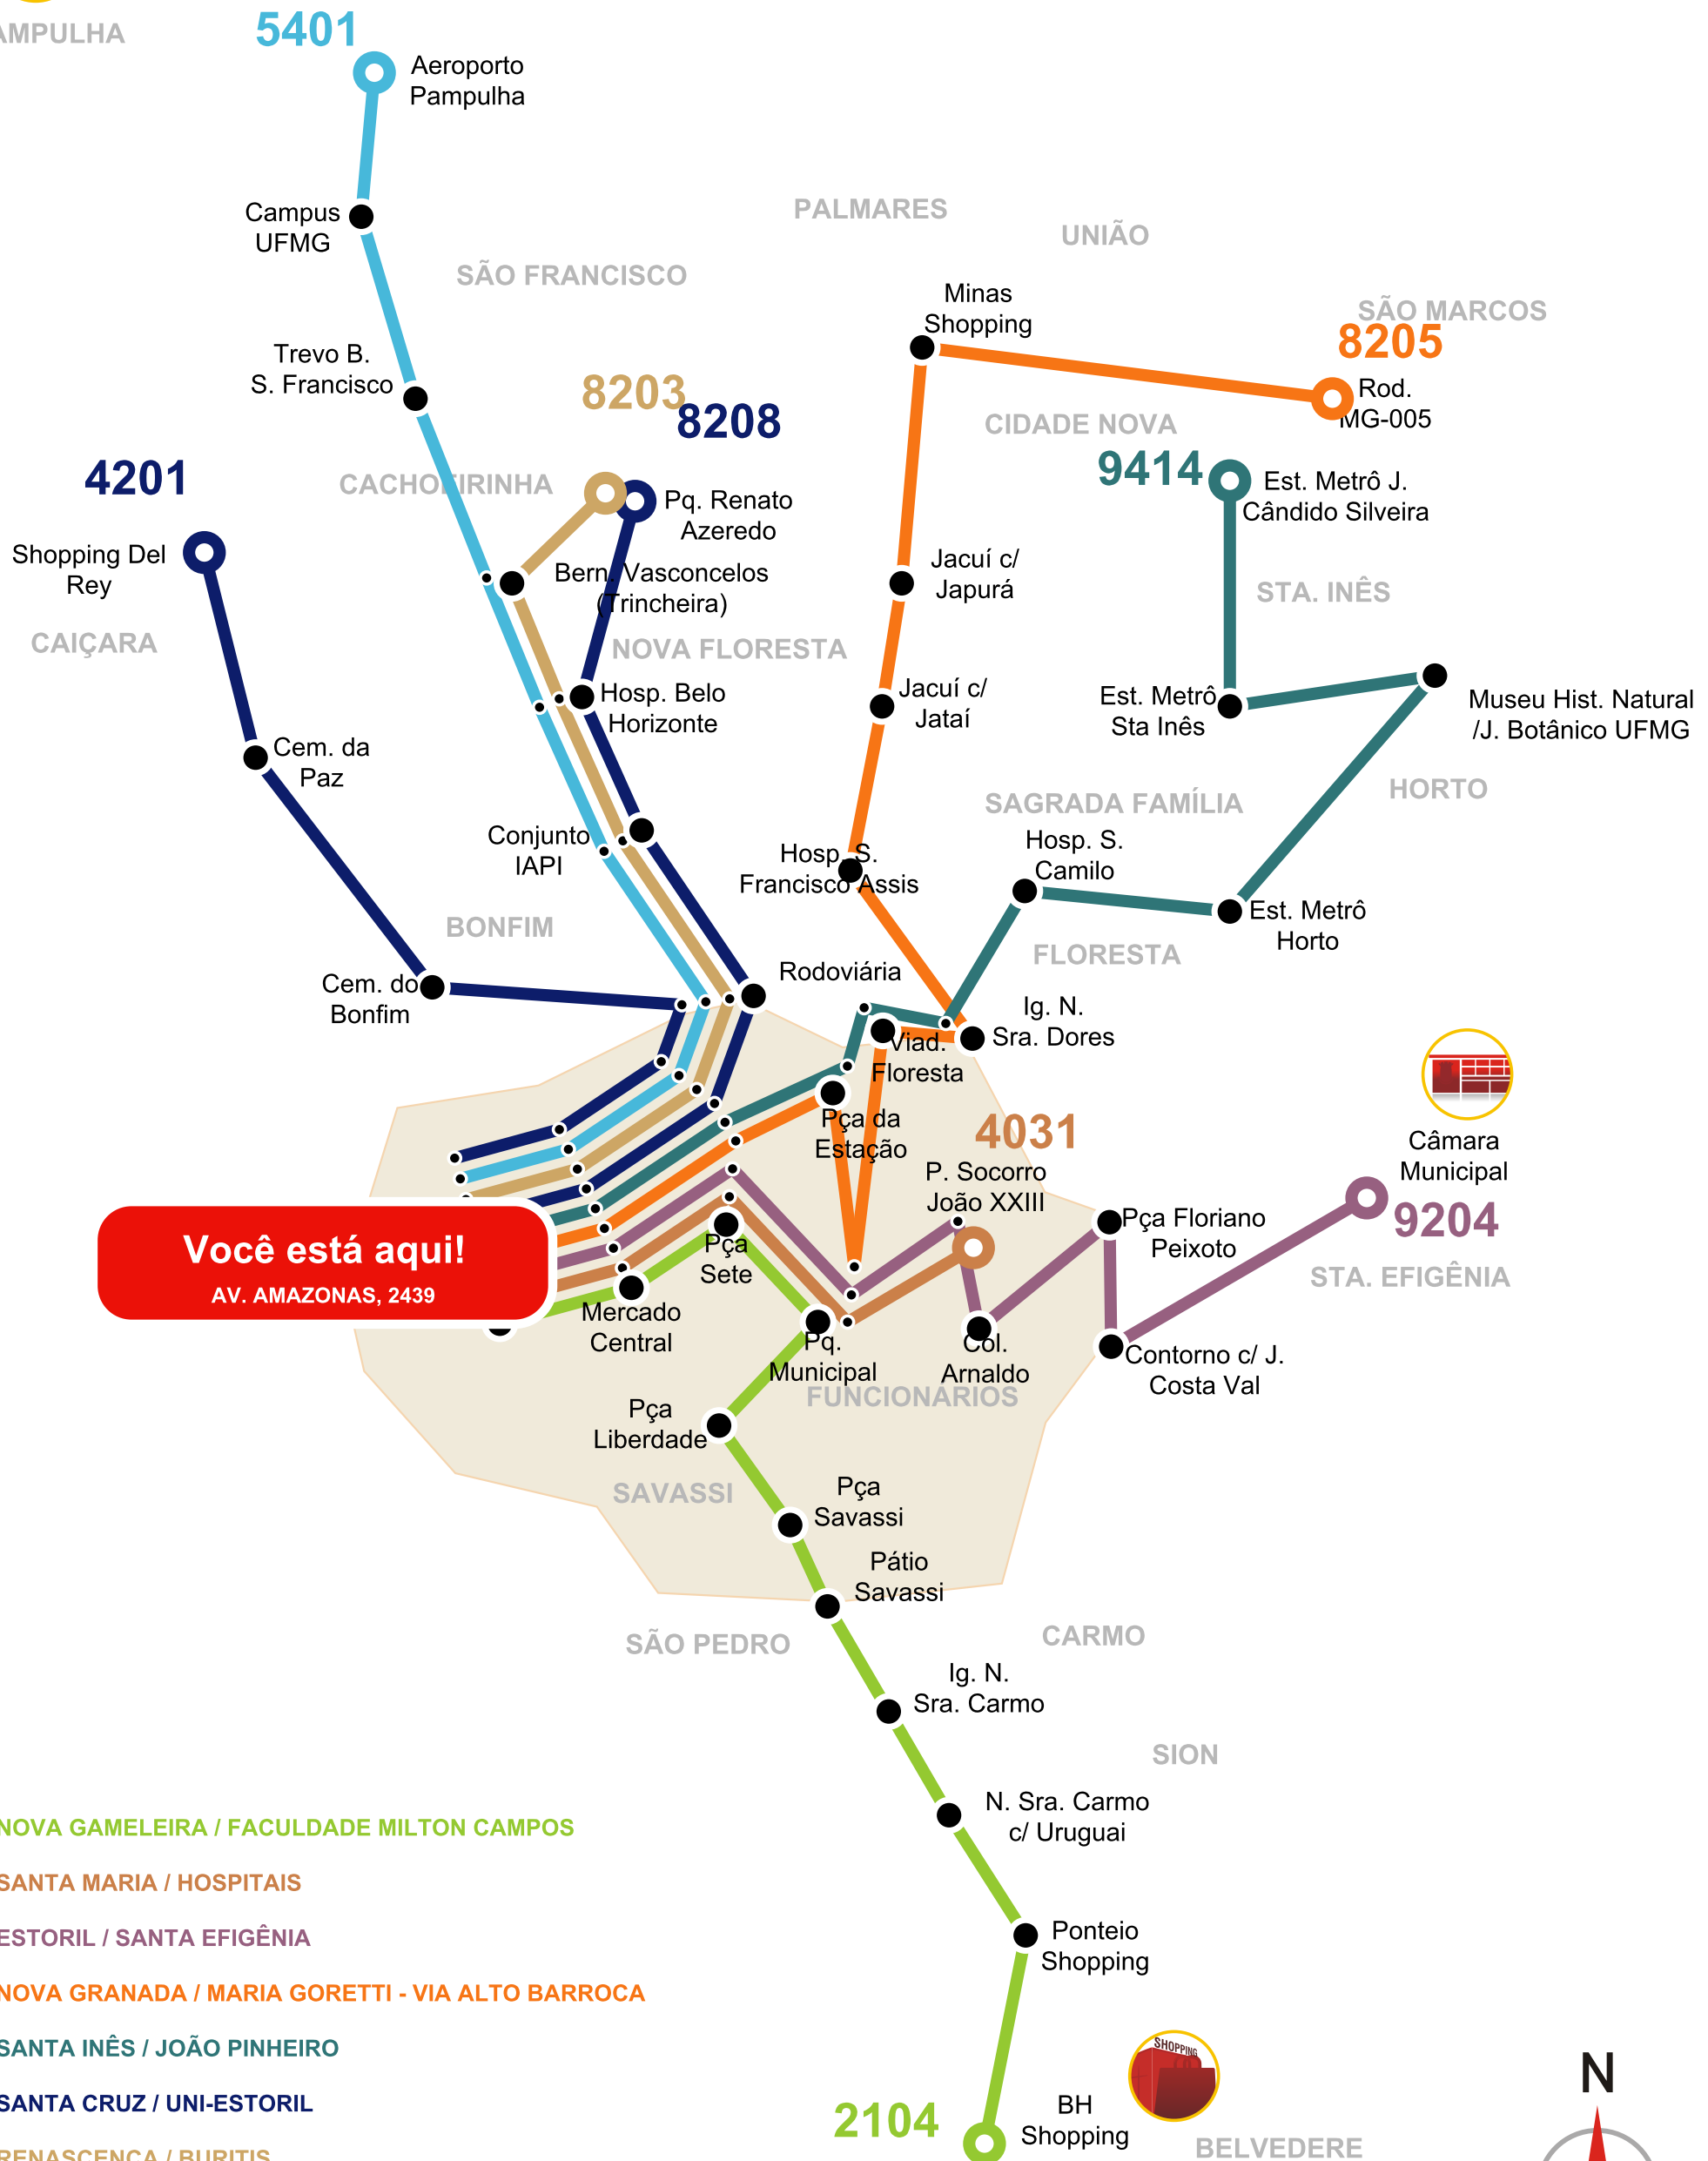 AMPULHA
5401
Aeroporto
Pampulha
Campus
UFMG
PALMARES
UNIÃO
SÃO FRANCISCO
Minas
Shopping
SÃO MARCOS
8205
Rod.
MG-005
Trevo B.
S. Francisco
8203
8208
CIDADE NOVA
9414
Est. Metrô J.
Cândido Silveira
4201
CACHOEIRINHA
Pq. Renato
Azeredo
Shopping Del
Rey
Bern. Vasconcelos
(Trincheira)
Jacuí c/
Japurá
STA. INÊS
CAIÇARA
NOVA FLORESTA
Hosp. Belo
Horizonte
Jacuí c/
Jataí
Est. Metrô
Sta Inês
Museu Hist. Natural
/J. Botânico UFMG
Cem. da
Paz
HORTO
SAGRADA FAMÍLIA
Conjunto
IAPI
Hosp. S.
Francisco Assis
Hosp. S.
Camilo
BONFIM
Est. Metrô
Horto
FLORESTA
Rodoviária
Cem. do
Bonfim
Ig. N.
Sra. Dores
Viad.
Floresta
Pça da
Estação
4031
P. Socorro
João XXIII
Câmara
Municipal
9204
Pça Floriano
Peixoto
STA. EFIGÊNIA
Você está aqui!
AV. AMAZONAS, 2439
Pça
Sete
Mercado
Central
Pq.
Municipal
Col.
Arnaldo
Contorno c/ J.
Costa Val
FUNCIONÁRIOS
Pça
Liberdade
SAVASSI
Pça
Savassi
Pátio
Savassi
SÃO PEDRO
CARMO
Ig. N.
Sra. Carmo
SION
N. Sra. Carmo
c/ Uruguai
Ponteio
Shopping
NOVA GAMELEIRA / FACULDADE MILTON CAMPOS
SANTA MARIA / HOSPITAIS
ESTORIL / SANTA EFIGÊNIA
NOVA GRANADA / MARIA GORETTI - VIA ALTO BARROCA
SANTA INÊS / JOÃO PINHEIRO
SANTA CRUZ / UNI-ESTORIL
RENASCENÇA / BURITIS
SHOPPING
2104
BH
Shopping
BELVEDERE
N